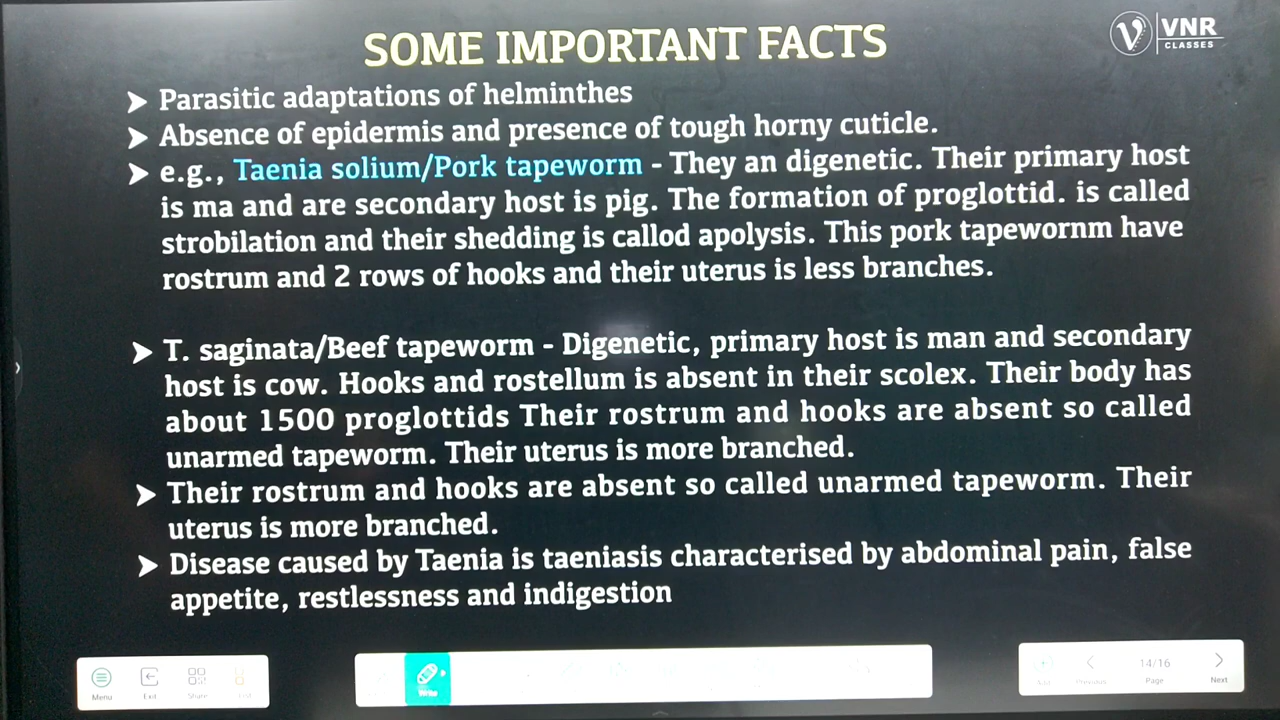 SOME IMPORTANT FACTS
VNR
CLASSES
➤ Parasitic adaptations of helminthes
➤ Absence of epidermis and presence of tough horny cuticle.
➤ e.g., Taenia solium/Pork tapeworm - They an digenetic. Their primary host
is ma and are secondary host is pig. The formation of proglottid. is called
strobilation and their shedding is callod apolysis. This pork tapewornm have
rostrum and 2 rows of hooks and their uterus is less branches.
➤ T. saginata/Beef tapeworm - Digenetic, primary host is man and secondary
host is cow. Hooks and rostellum is absent in their scolex. Their body has
about 1500 proglottids Their rostrum and hooks are absent so called
unarmed tapeworm. Their uterus is more branched.
➤ Their rostrum and hooks are absent so called unarmed tapeworm. Their
uterus is more branched.
➤ Disease caused by Taenia is taeniasis characterised by abdominal pain, false
appetite, restlessness and indigestion
Menu Exit Share Write Previous 14/16 Page Next